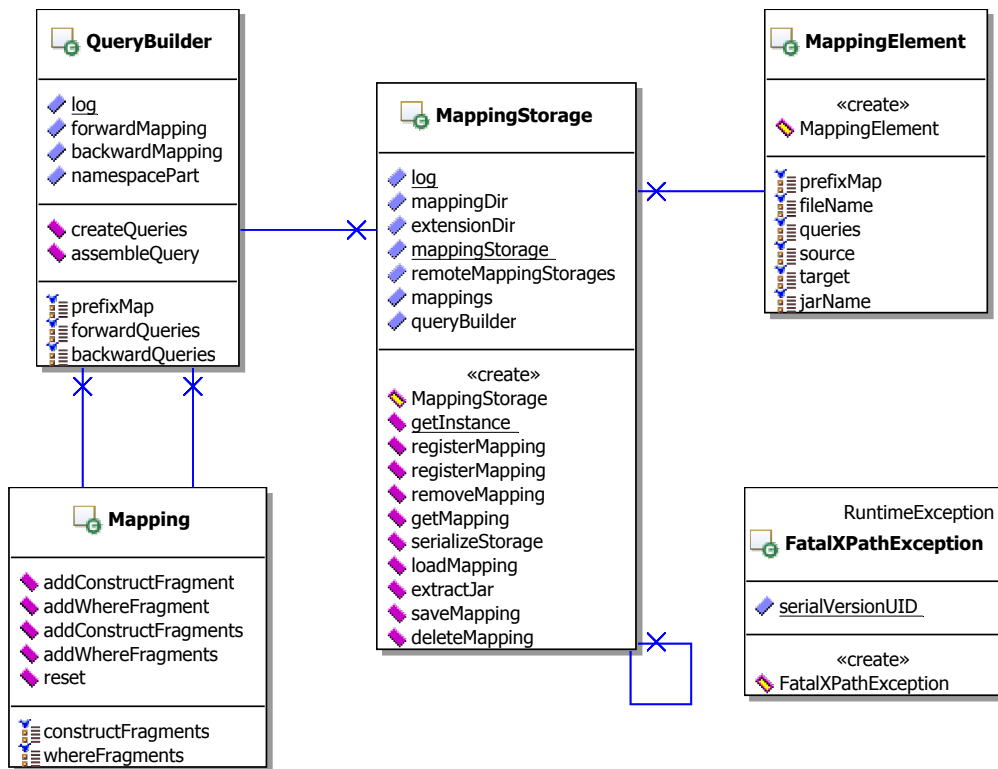 QueryBuilder
log
forwardMapping
backwardMapping
namespacePart
createQueries
assembleQuery
prefixMap
forwardQueries
backwardQueries
MappingStorage
log
mappingDir
extensionDir
mappingStorage
remoteMappingStorages
mappings
queryBuilder
«create»
MappingStorage
getInstance
registerMapping
registerMapping
removeMapping
getMapping
serializeStorage
loadMapping
extractJar
saveMapping
deleteMapping
MappingElement
«create»
MappingElement
prefixMap
fileName
queries
source
target
jarName
Mapping
addConstructFragment
addWhereFragment
addConstructFragments
addWhereFragments
reset
constructFragments
whereFragments
RuntimeException
FatalXPathException
serialVersionUID
«create»
FatalXPathException